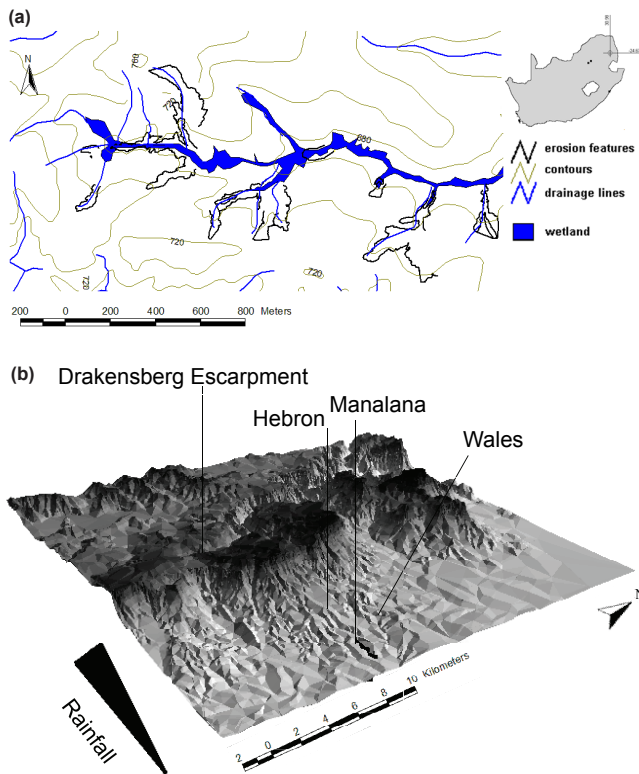 (a)
N
760
720
680
720
720
720
erosion features
contours
drainage lines
wetland
200 0 200 400 600 800 Meters
(b)
Drakensberg Escarpment
Hebron
Manalana
Wales
N
Rainfall
2 0 2 4 6 8 10 Kilometers